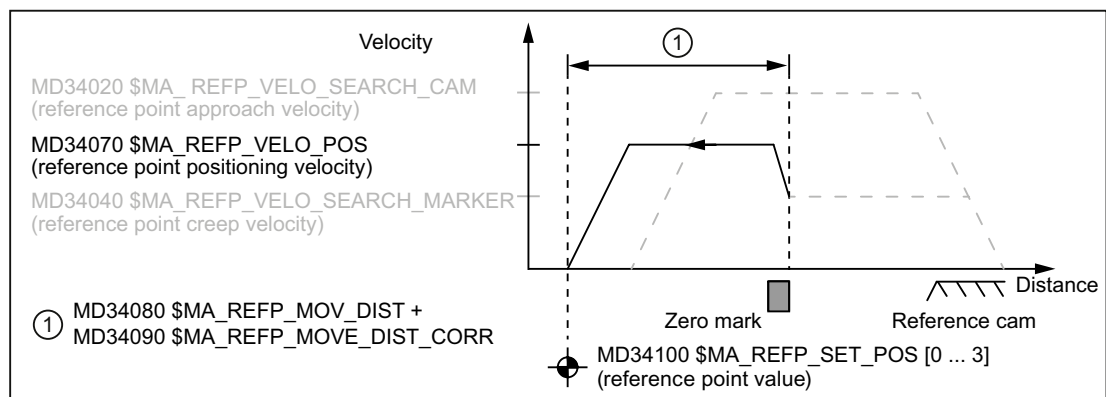 Velocity
①
MD34020 $MA_ REFP_VELO_SEARCH_CAM
(reference point approach velocity)
MD34070 $MA_REFP_VELO_POS
(reference point positioning velocity)
MD34040 $MA_REFP_VELO_SEARCH_MARKER
(reference point creep velocity)
Distance
① MD34080 $MA_REFP_MOV_DIST +
MD34090 $MA_REFP_MOVE_DIST_CORR
Zero mark
Reference cam
MD34100 $MA_REFP_SET_POS [0 ... 3]
(reference point value)